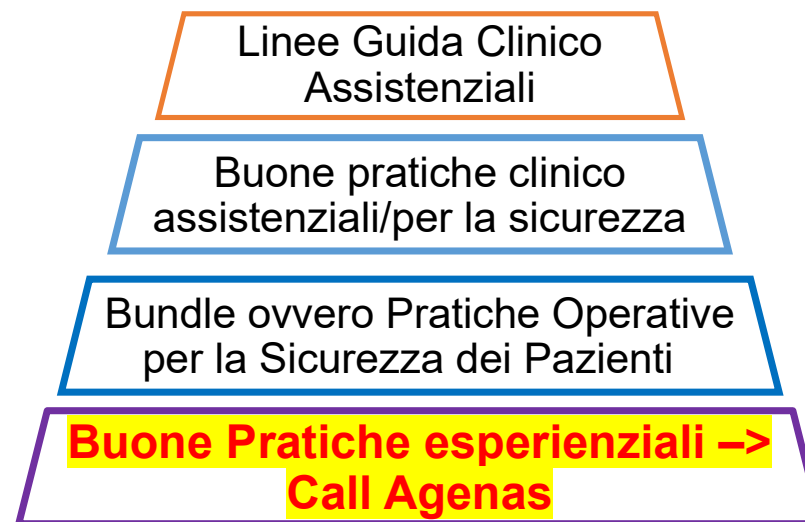 Linee Guida Clinico
Assistenziali
Buone pratiche clinico
assistenziali/per la sicurezza
Bundle ovvero Pratiche Operative
per la Sicurezza dei Pazienti
Buone Pratiche esperienziali –>
Call Agenas